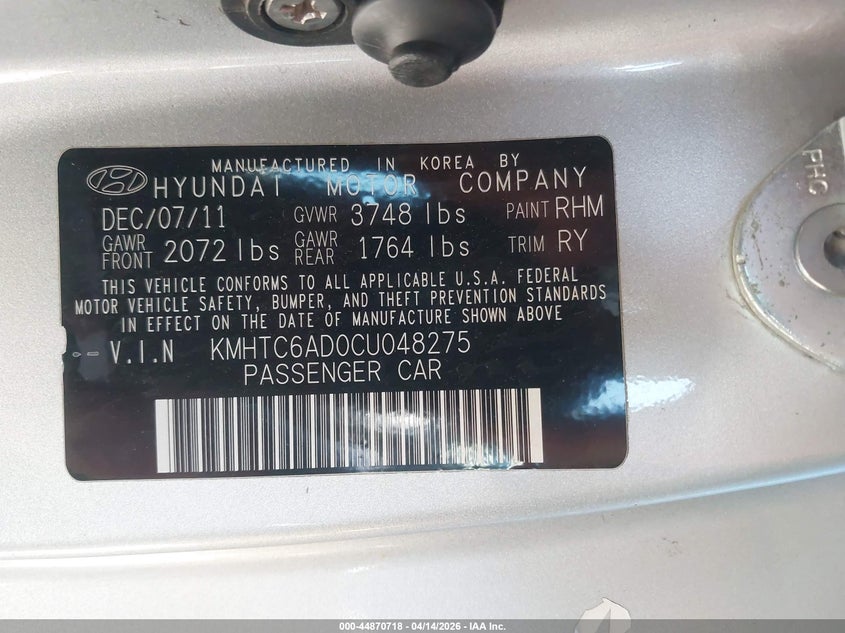 MANUFACTURED IN KOREA BY
HYUNDAI MOTOR COMPANY
DEC/07/11 GVWR 3748 lbs PAINT RHM
GAWR FRONT 2072 lbs GAWR REAR 1764 lbs TRIM RY
THIS VEHICLE CONFORMS TO ALL APPLICABLE U.S.A. FEDERAL
MOTOR VEHICLE SAFETY, BUMPER, AND THEFT PREVENTION STANDARDS
IN EFFECT ON THE DATE OF MANUFACTURE SHOWN ABOVE
V.I.N KMHTC6AD0CU048275
PASSENGER CAR
PHC
000-44870718 | 04/14/2026 – IAA Inc.